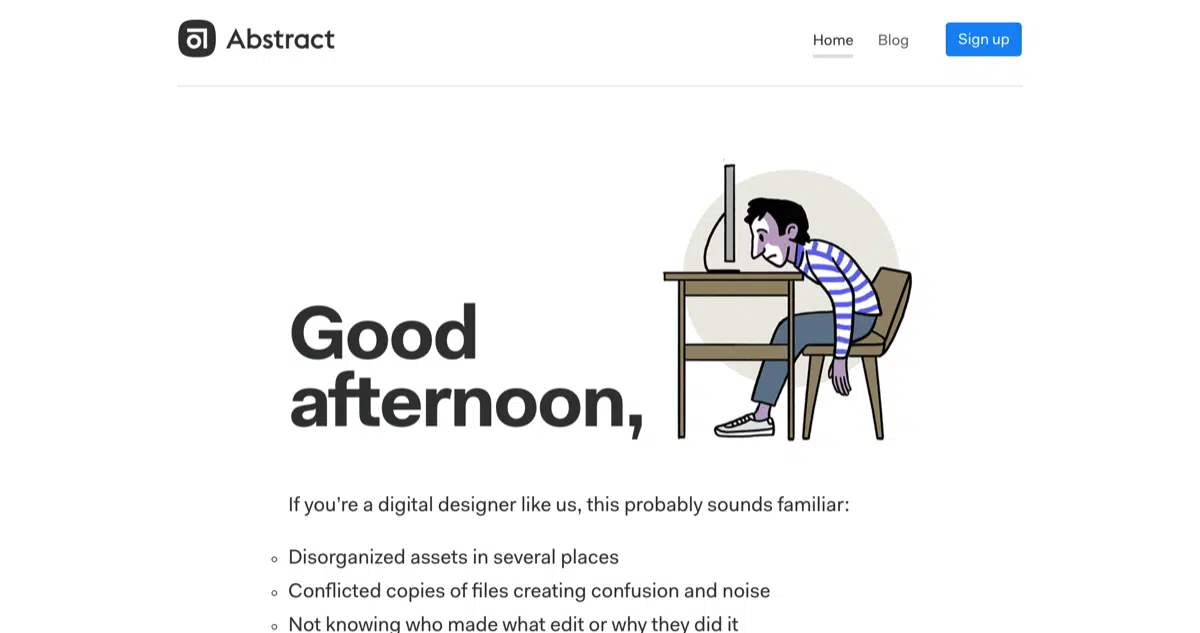 Abstract
Home
Blog
Sign up
Good
afternoon,
If you’re a digital designer like us, this probably sounds familiar:
Disorganized assets in several places
Conflicted copies of files creating confusion and noise
Not knowing who made what edit or why they did it